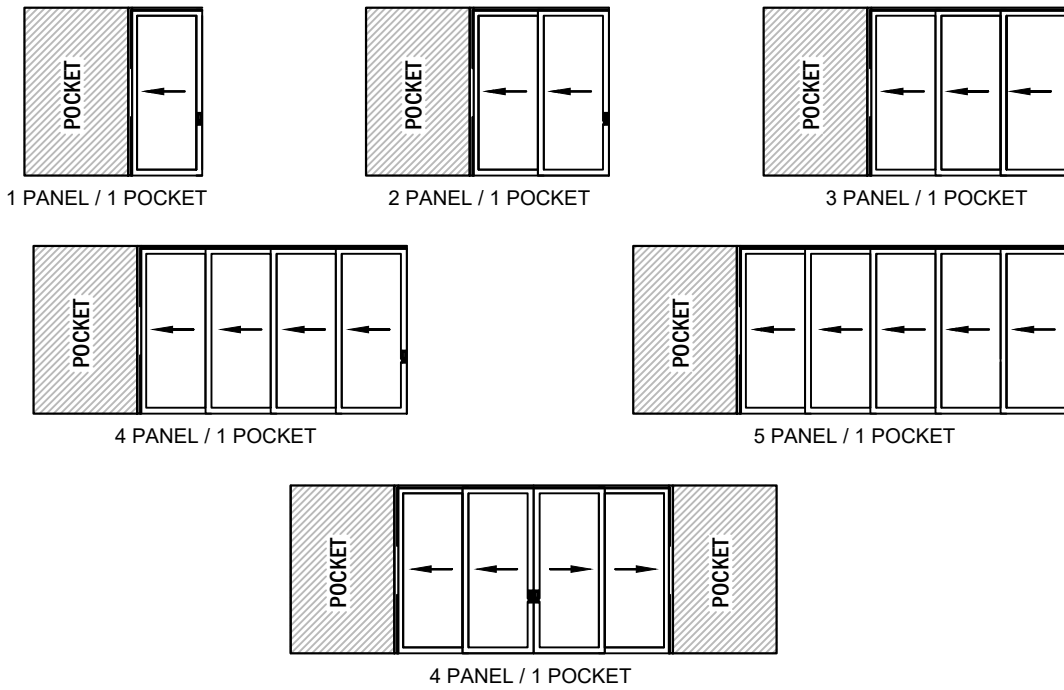 POCKET
1 PANEL / 1 POCKET
POCKET
2 PANEL / 1 POCKET
POCKET
3 PANEL / 1 POCKET
POCKET
4 PANEL / 1 POCKET
POCKET
5 PANEL / 1 POCKET
POCKET
POCKET
4 PANEL / 1 POCKET